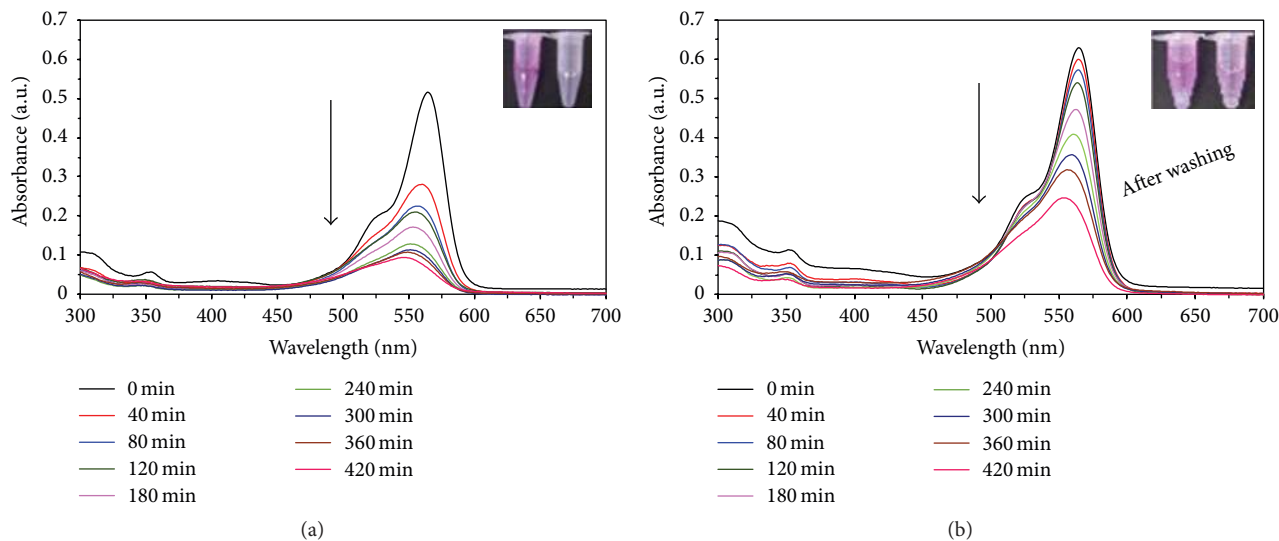 0.7
0.6
0.5
0.4
0.3
0.2
0.1
0
Absorbance (a.u.)
300 350 400 450 500 550 600 650 700
Wavelength (nm)
0 min
40 min
80 min
120 min
180 min
240 min
300 min
360 min
420 min
(a)
0.7
0.6
0.5
0.4
0.3
0.2
0.1
0
Absorbance (a.u.)
After washing
300 350 400 450 500 550 600 650 700
Wavelength (nm)
0 min
40 min
80 min
120 min
180 min
240 min
300 min
360 min
420 min
(b)